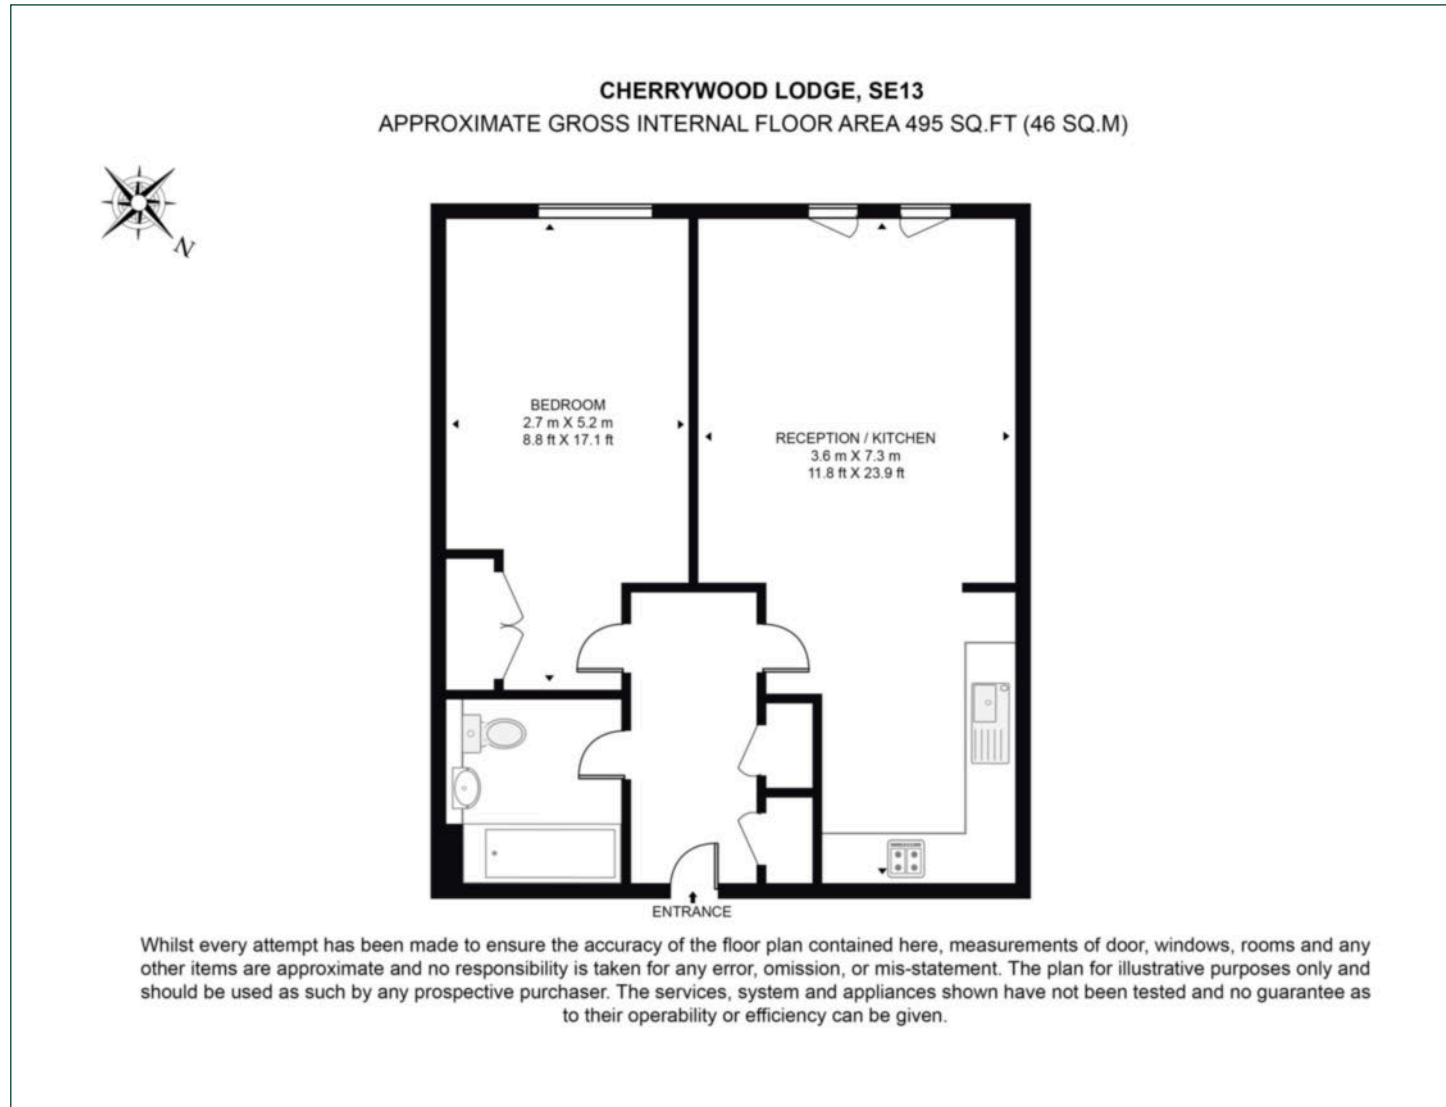 CHERRYWOOD LODGE, SE13
APPROXIMATE GROSS INTERNAL FLOOR AREA 495 SQ.FT (46 SQ.M)
N
BEDROOM
2.7 m X 5.2 m
8.8 ft X 17.1 ft
RECEPTION / KITCHEN
3.6 m X 7.3 m
11.8 ft X 23.9 ft
ENTRANCE
Whilst every attempt has been made to ensure the accuracy of the floor plan contained here, measurements of door, windows, rooms and any
other items are approximate and no responsibility is taken for any error, omission, or mis-statement. The plan for illustrative purposes only and
should be used as such by any prospective purchaser. The services, system and appliances shown have not been tested and no guarantee as
to their operability or efficiency can be given.